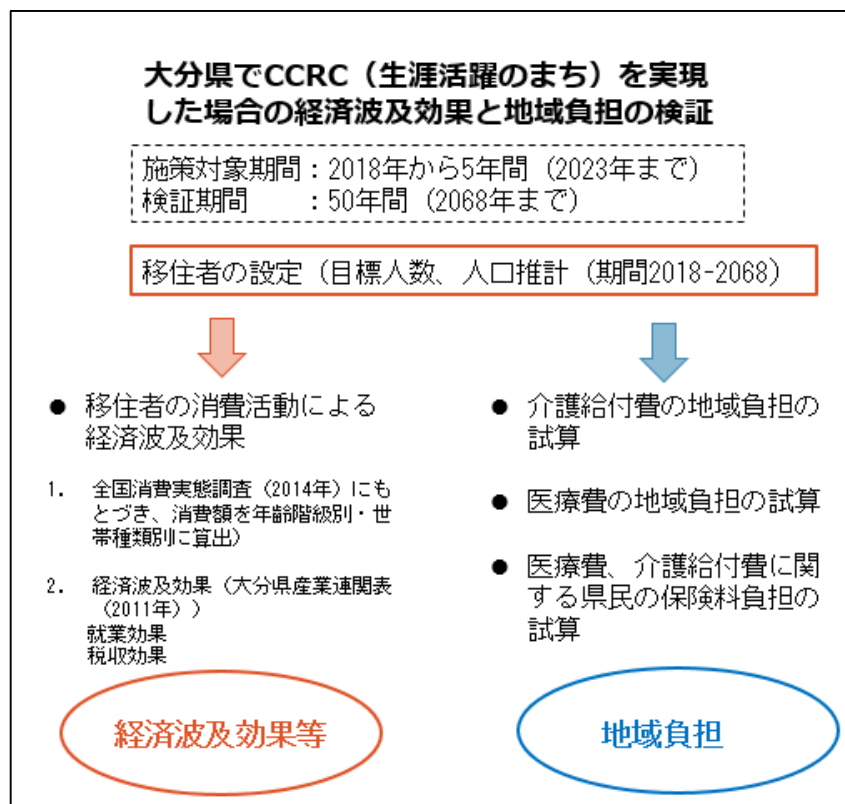 大分県でCCRC（生涯活躍のまち）を実現
した場合の経済波及効果と地域負担の検証
施策対象期間：2018年から5年間（2023年まで）
検証期間　　：50年間（2068年まで）
移住者の設定（目標人数、人口推計（期間2018-2068）
● 移住者の消費活動による
経済波及効果
1. 全国消費実態調査（2014年）にも
とづき、消費額を年齢階級別・世
帯種類別に算出）
2. 経済波及効果（大分県産業連関表
（2011年））
就業効果
税収効果
経済波及効果等
● 介護給付費の地域負担の
試算
● 医療費の地域負担の試算
● 医療費、介護給付費に関
する県民の保険料負担の
試算
地域負担